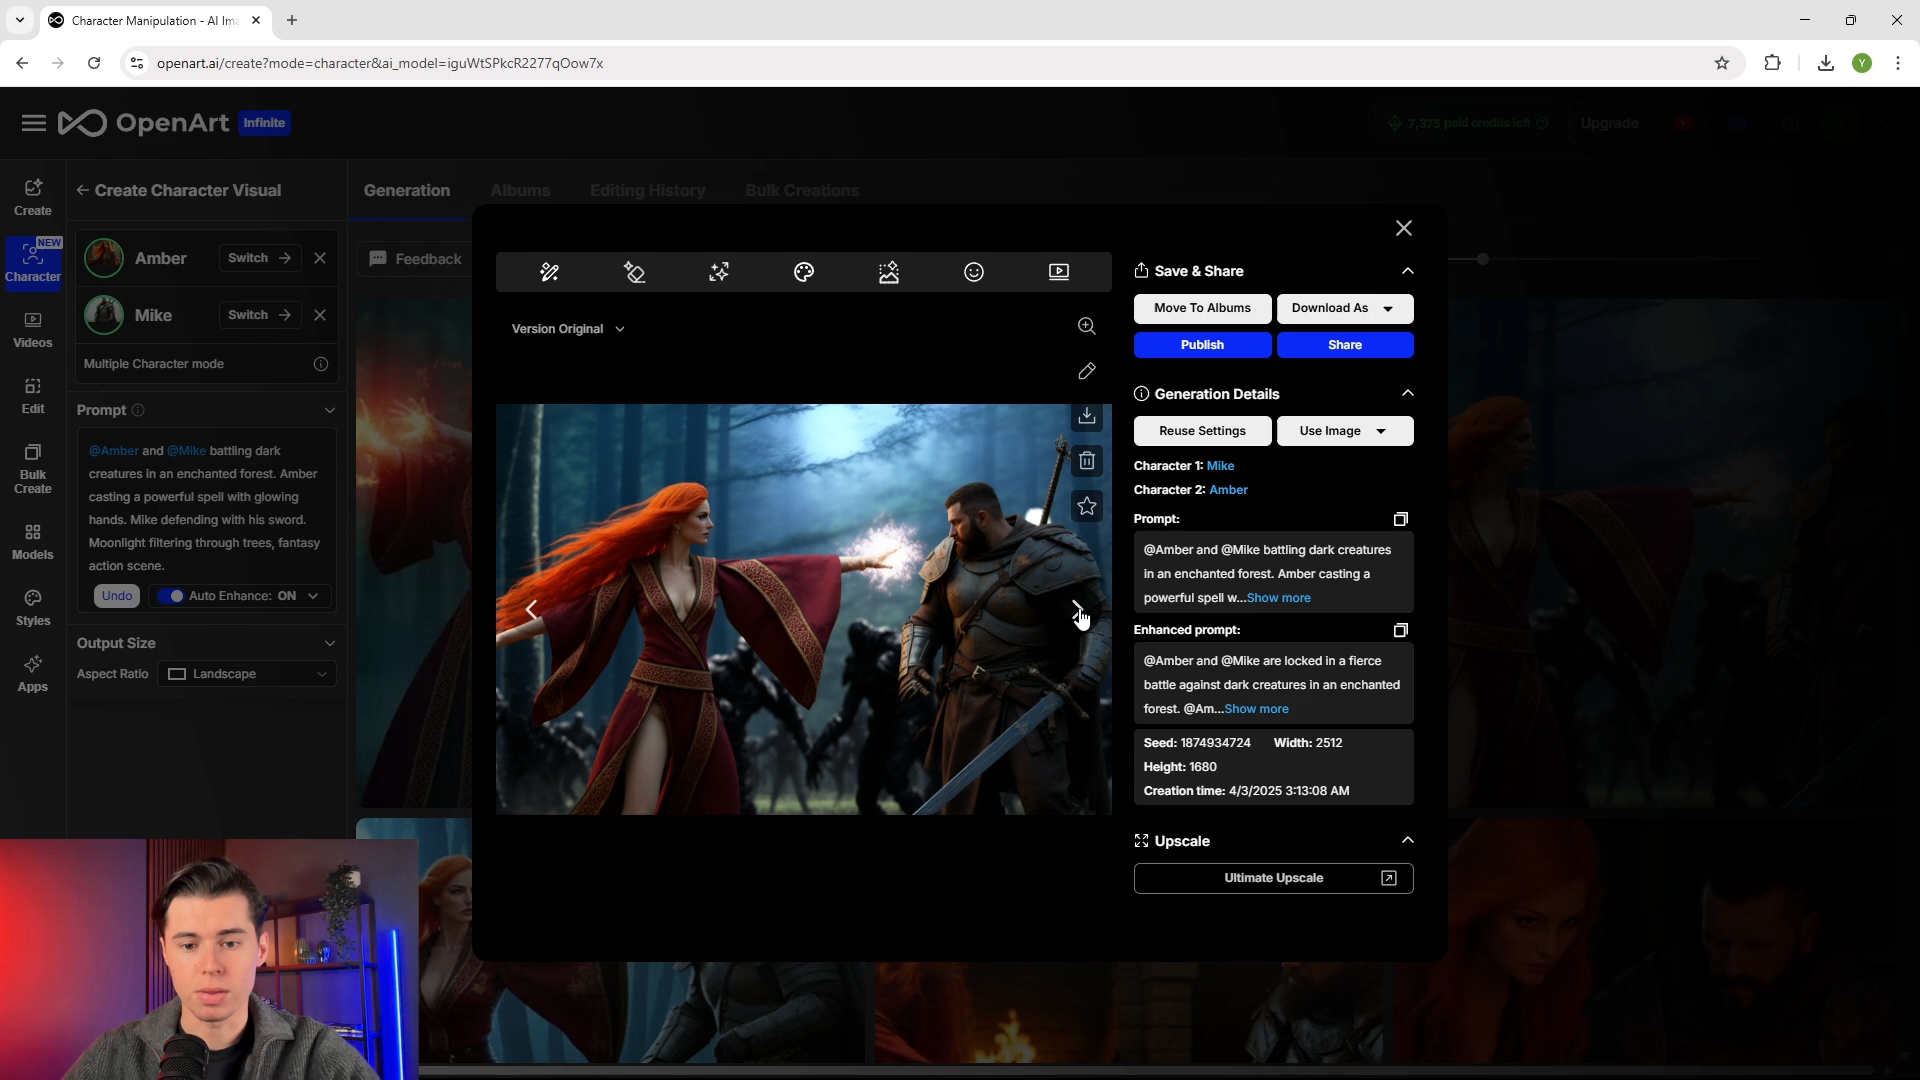 Character Manipulation - AI Im
Y
openart.ai/create?mode=character&ai_model=iguWtSPkcR2277qOow7x
OpenArt Infinite
7,375 paid credits left
Upgrade
Create
NEW
Character
Videos
Edit
Bulk
Create
Models
Styles
Apps
Create Character Visual
Amber
Switch
Mike
Switch
Multiple Character mode
Prompt
@Amber and @Mike battling dark
creatures in an enchanted forest. Amber
casting a powerful spell with glowing
hands. Mike defending with his sword.
Moonlight filtering through trees, fantasy
action scene.
Undo
Auto Enhance: ON
Output Size
Aspect Ratio
Landscape
Generation
Albums
Editing History
Bulk Creations
Feedback
Version Original
Save & Share
Move To Albums
Download As
Publish
Share
Generation Details
Reuse Settings
Use Image
Character 1: Mike
Character 2: Amber
Prompt:
@Amber and @Mike battling dark creatures
in an enchanted forest. Amber casting a
powerful spell w...Show more
Enhanced prompt:
@Amber and @Mike are locked in a fierce
battle against dark creatures in an enchanted
forest. @Am...Show more
Seed: 1874934724 Width: 2512
Height: 1680
Creation time: 4/3/2025 3:13:08 AM
Upscale
Ultimate Upscale